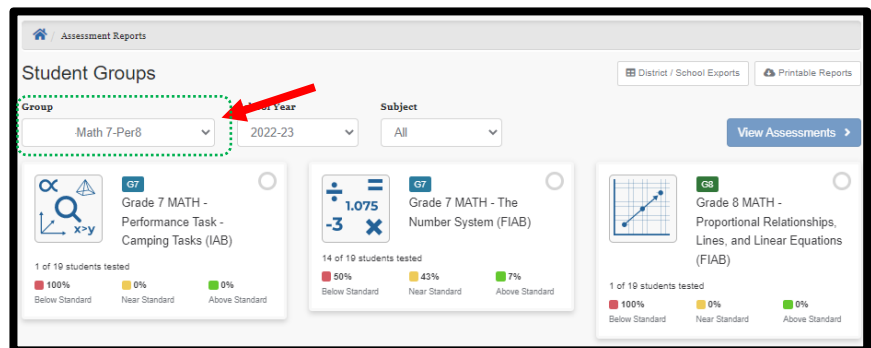 / Assessment Reports
Student Groups
District / School Exports
Printable Reports
Group
Year
Subject
Math 7-Per8
2022-23
All
View Assessments
G7
Grade 7 MATH -
Performance Task -
Camping Tasks (IAB)
1 of 19 students tested
100%
0%
0%
Below Standard
Near Standard
Above Standard
1.075
-3
G7
Grade 7 MATH - The
Number System (FIAB)
14 of 19 students tested
50%
43%
7%
Below Standard
Near Standard
Above Standard
G8
Grade 8 MATH -
Proportional Relationships,
Lines, and Linear Equations
(FIAB)
1 of 19 students tested
100%
0%
0%
Below Standard
Near Standard
Above Standard
x>y